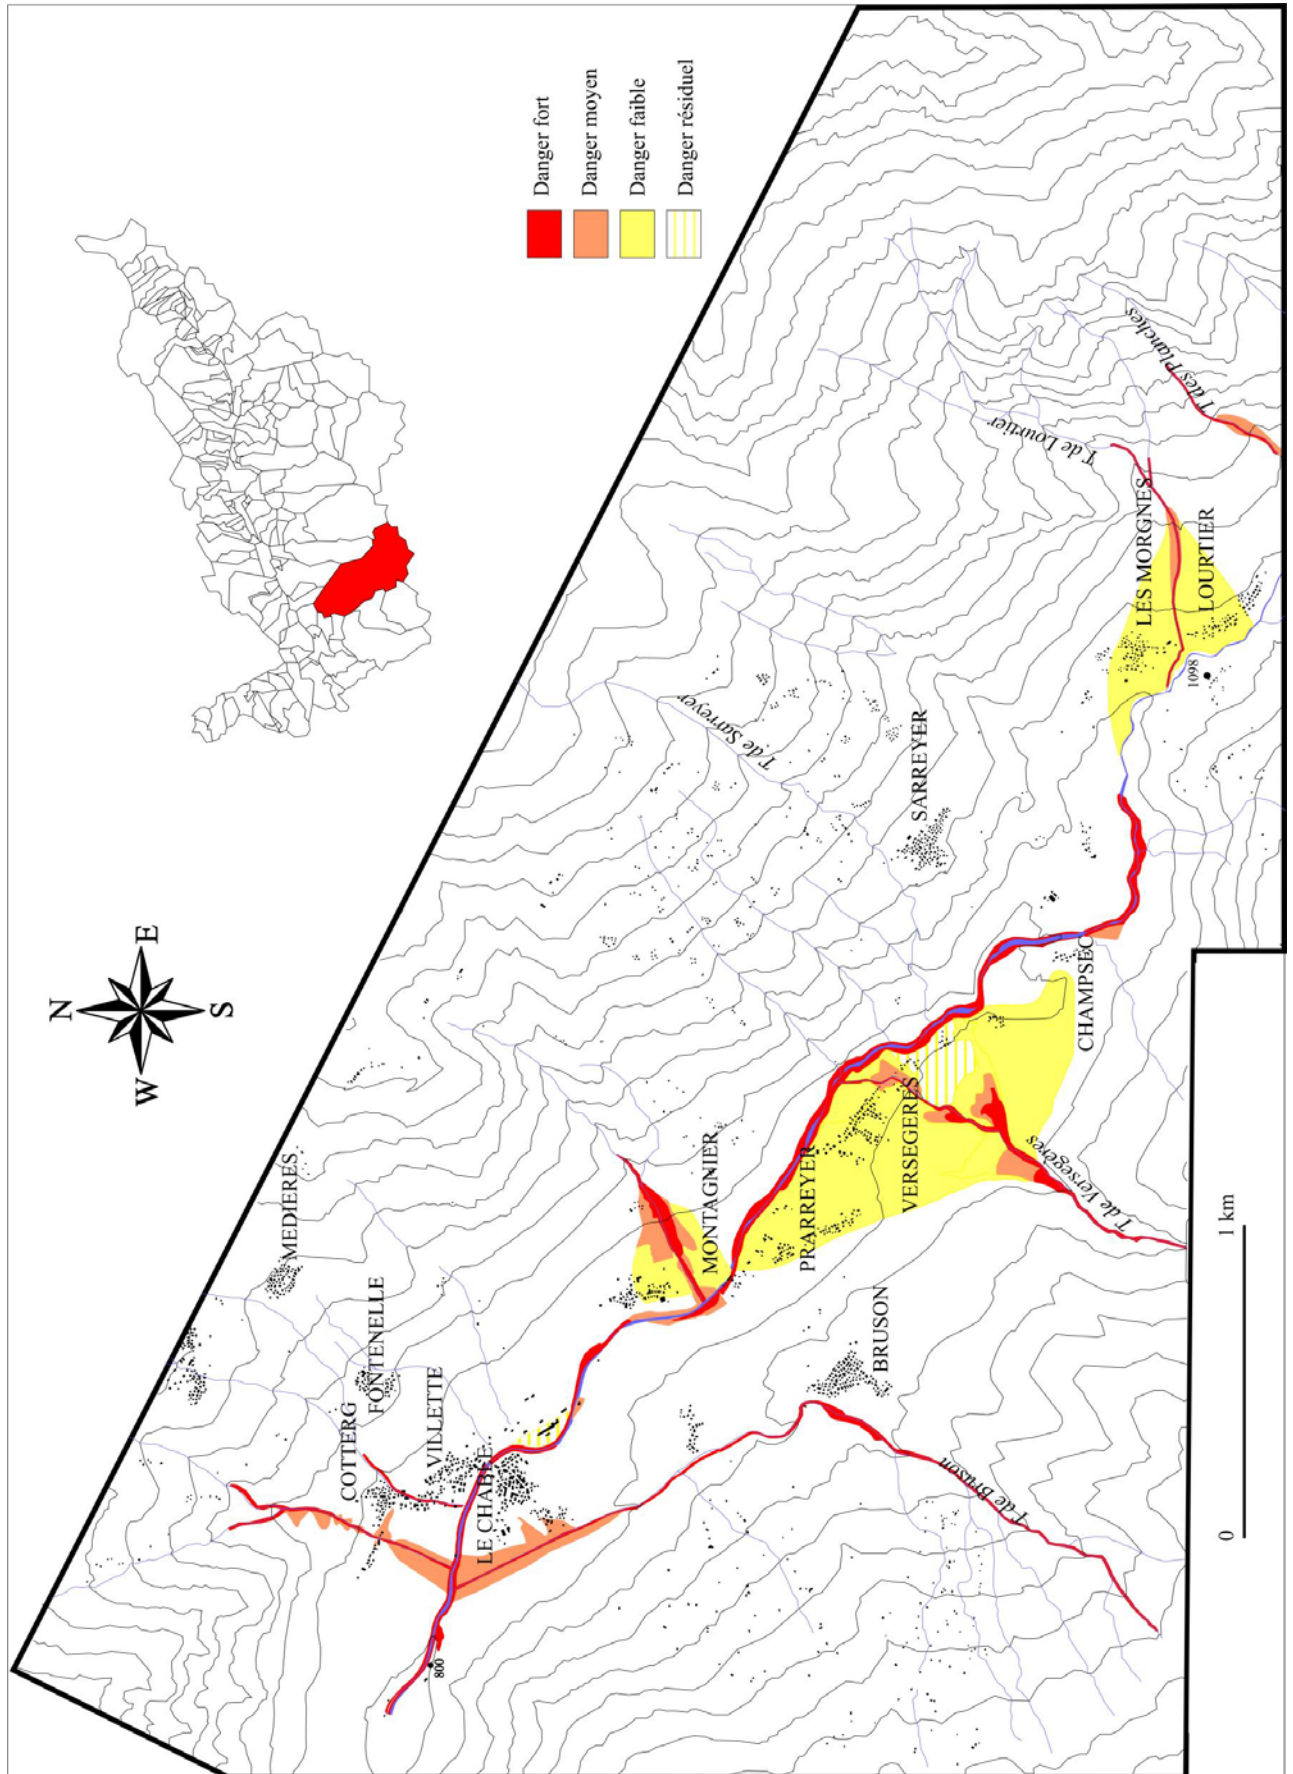 N
W
E
S
Danger fort
Danger moyen
Danger faible
Danger résiduel
MEDIERES
FONTENELLE
COTTERG
VILLETTE
LE CHABLE
800
MONTAGNIER
PRARREYER
VERSEGERES
CHAMPSEC
SARREYER
LES MORGNES
LOURTIER
1098
BRUSON
T de Sarreyer
T de Lourtier
T des Planches
T de Versegères
T de Bruson
0
1 km